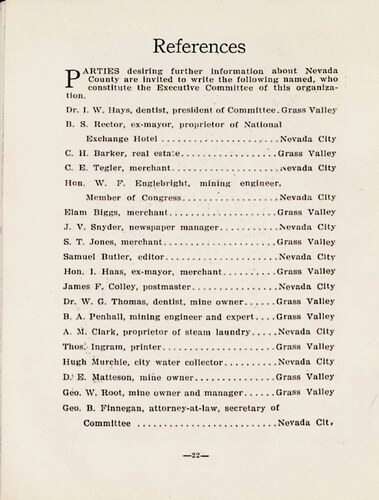 References
PARTIES desiring further information about Nevada
County are invited to write the following named, who
constitute the Executive Committee of this organiza-
tion.
Dr. I. W. Hays, dentist, president of Committee. Grass Valley
B. S. Rector, ex-mayor, proprietor of National
Exchange Hotel ..................... Nevada City
C. H. Barker, real estate................. Grass Valley
C. E. Tegler, merchant.................... Nevada City
Hon. W. F. Englebright, mining engineer,
Member of Congress................... Nevada City
Elam Biggs, merchant..................... Grass Valley
J. V. Snyder, newspaper manager.......... Nevada City
S. T. Jones, merchant..................... Grass Valley
Samuel Butler, editor..................... Nevada City
Hon. I. Haas, ex-mayor, merchant......... Grass Valley
James F. Colley, postmaster............... Nevada City
Dr. W. G. Thomas, dentist, mine owner...... Grass Valley
B. A. Penhall, mining engineer and expert.... Grass Valley
A. M. Clark, proprietor of steam laundry..... Nevada City
Thos. Ingram, printer..................... Grass Valley
Hugh Murchie, city water collector......... Nevada City
D. E. Matteson, mine owner............... Grass Valley
Geo. W. Root, mine owner and manager...... Grass Valley
Geo. B. Finnegan, attorney-at-law, secretary of
Committee ......................... Nevada City
—22—